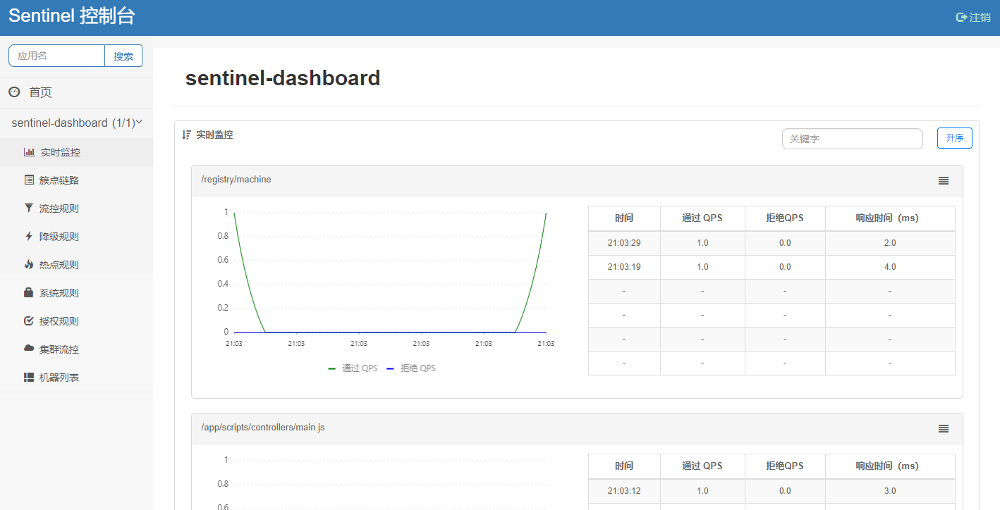 Sentinel 控制台
注销
应用名
搜索
首页
sentinel-dashboard (1/1)
实时监控
簇点链路
流控规则
降级规则
热点规则
系统规则
授权规则
集群流控
机器列表
sentinel-dashboard
实时监控
关键字
升序
/registry/machine
1
0.8
0.6
0.4
0.2
0
21:03 21:03 21:03 21:03 21:03 21:03
通过 QPS 拒绝 QPS
时间 通过 QPS 拒绝QPS 响应时间（ms）
21:03:29 1.0 0.0 2.0
21:03:19 1.0 0.0 4.0
- - - -
- - - -
- - - -
- - - -
/app/scripts/controllers/main.js
1
0.8
0.6
时间 通过 QPS 拒绝QPS 响应时间（ms）
21:03:12 1.0 0.0 3.0